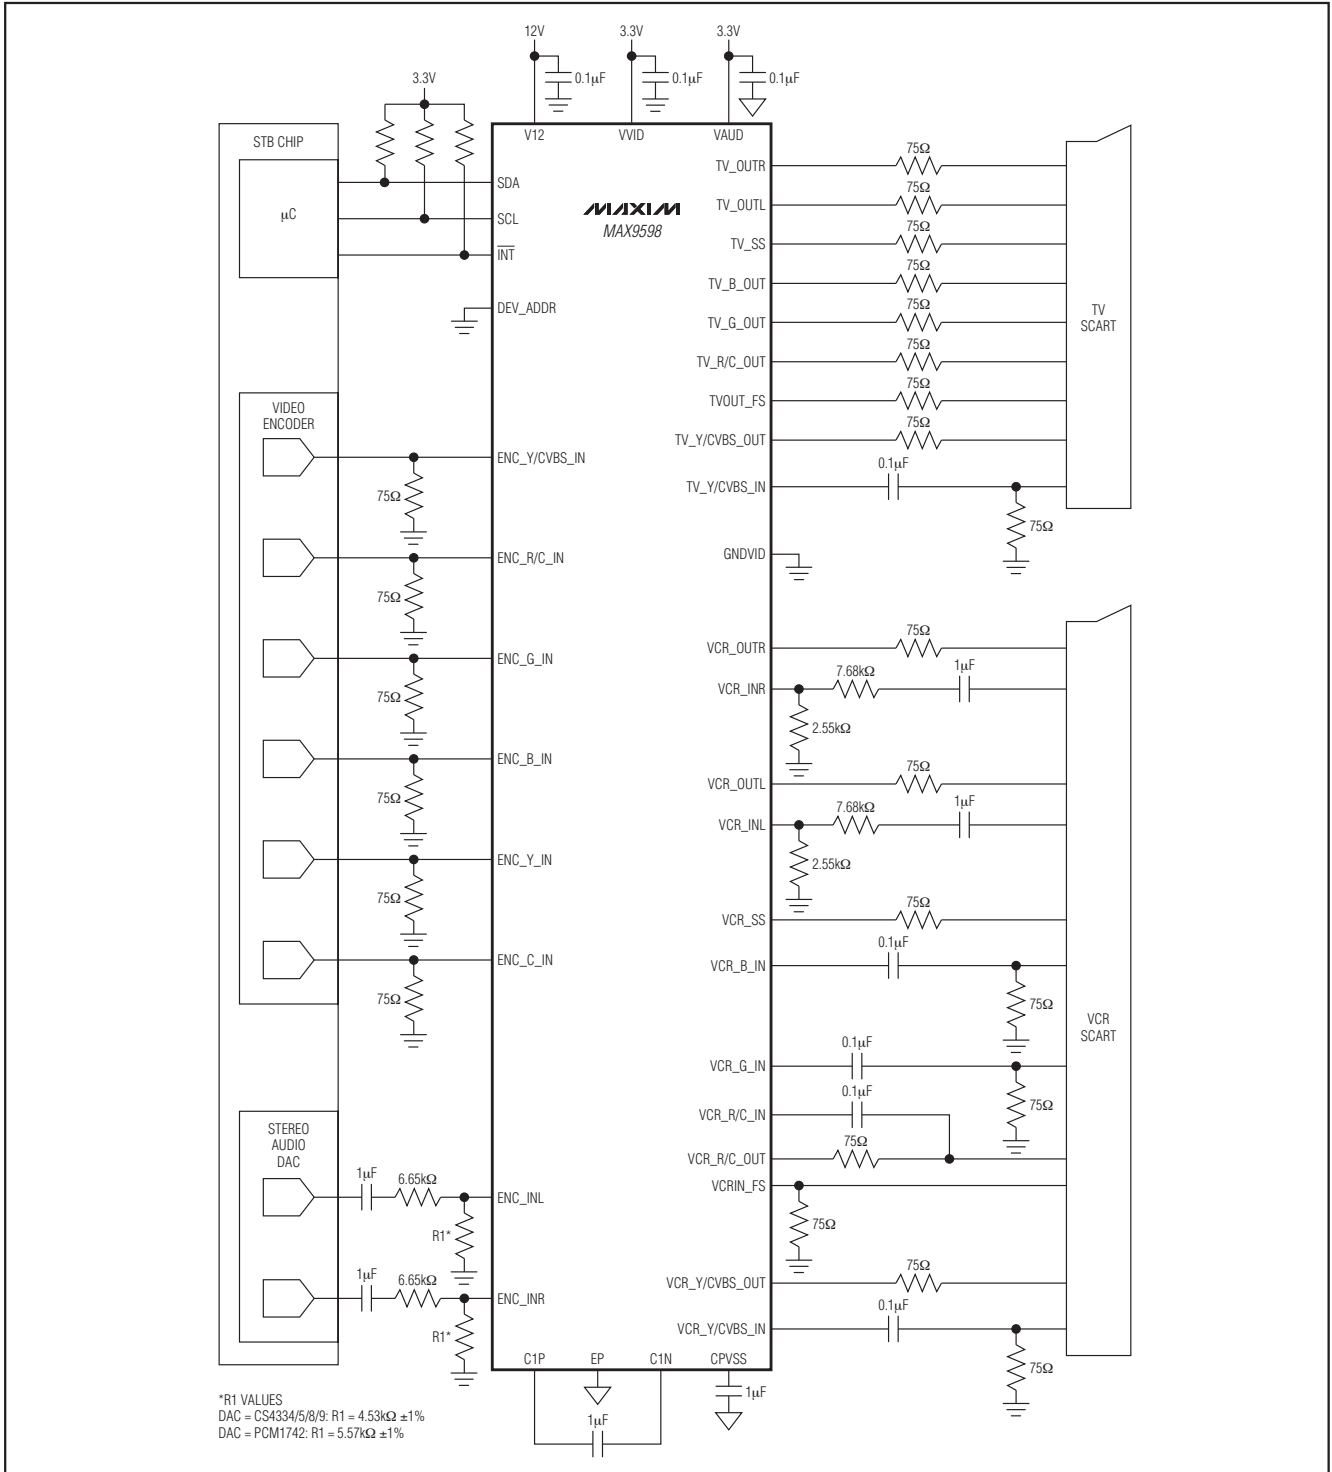 12V
3.3V
3.3V
0.1µF
0.1µF
0.1µF
3.3V
STB CHIP
µC
V12
VVID
VAUD
SDA
SCL
INT
DEV_ADDR
MAXIM
MAX9598
TV_OUTR
75Ω
TV_OUTL
75Ω
TV_SS
75Ω
TV_B_OUT
75Ω
TV_G_OUT
75Ω
TV_R/C_OUT
75Ω
TVOUT_FS
75Ω
TV_Y/CVBS_OUT
75Ω
TV_Y/CVBS_IN
0.1µF
75Ω
TV
SCART
GNDVID
VIDEO
ENCODER
ENC_Y/CVBS_IN
75Ω
ENC_R/C_IN
75Ω
ENC_G_IN
75Ω
ENC_B_IN
75Ω
ENC_Y_IN
75Ω
ENC_C_IN
75Ω
VCR_OUTR
75Ω
VCR_INR
7.68kΩ
1µF
2.55kΩ
VCR_OUTL
75Ω
VCR_INL
7.68kΩ
1µF
2.55kΩ
VCR_SS
75Ω
VCR_B_IN
0.1µF
75Ω
VCR_G_IN
0.1µF
75Ω
VCR_R/C_IN
0.1µF
VCR_R/C_OUT
75Ω
VCRIN_FS
75Ω
VCR_Y/CVBS_OUT
75Ω
VCR_Y/CVBS_IN
0.1µF
75Ω
VCR
SCART
STEREO
AUDIO
DAC
1µF
6.65kΩ
ENC_INL
R1*
1µF
6.65kΩ
ENC_INR
R1*
C1P
EP
C1N
CPVSS
1µF
1µF
*R1 VALUES
DAC = CS4334/5/8/9: R1 = 4.53kΩ ±1%
DAC = PCM1742: R1 = 5.57kΩ ±1%